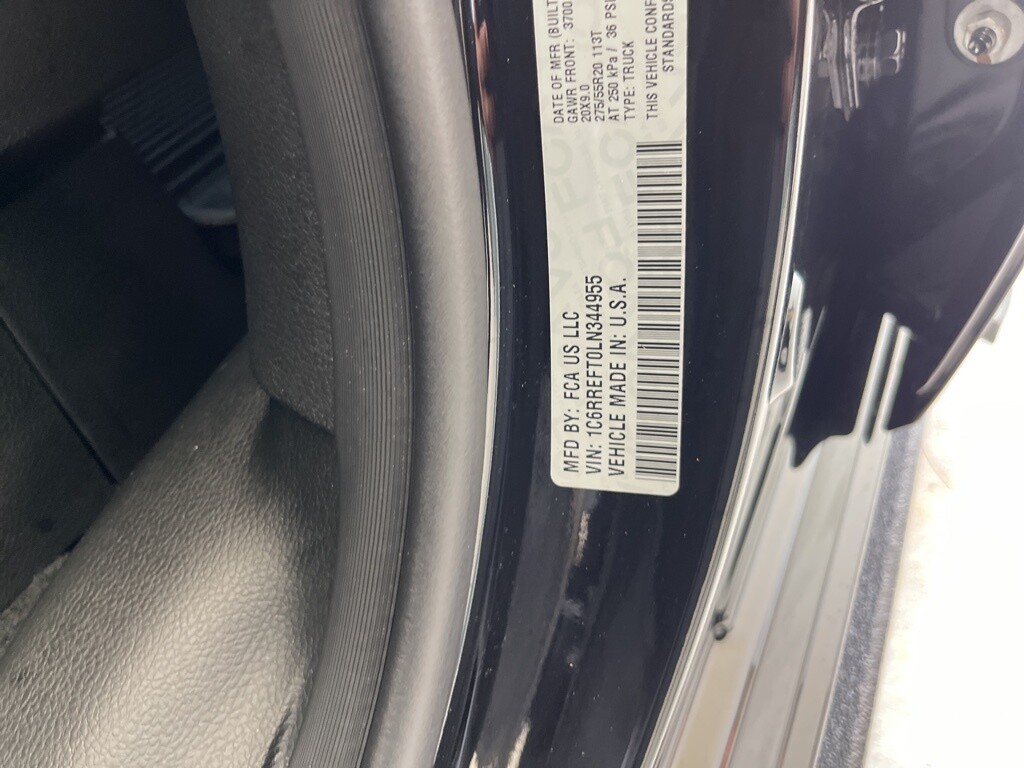 MFD BY: FCA US LLC
VIN: 1C6RREFT0LN344955
VEHICLE MADE IN: U.S.A.
DATE OF MFR (BUILT
GAWR FRONT: 3700
20X9.0
275/55R20 113T
AT 250 kPa / 36 PSI
TYPE: TRUCK
THIS VEHICLE CONF
STANDARDS